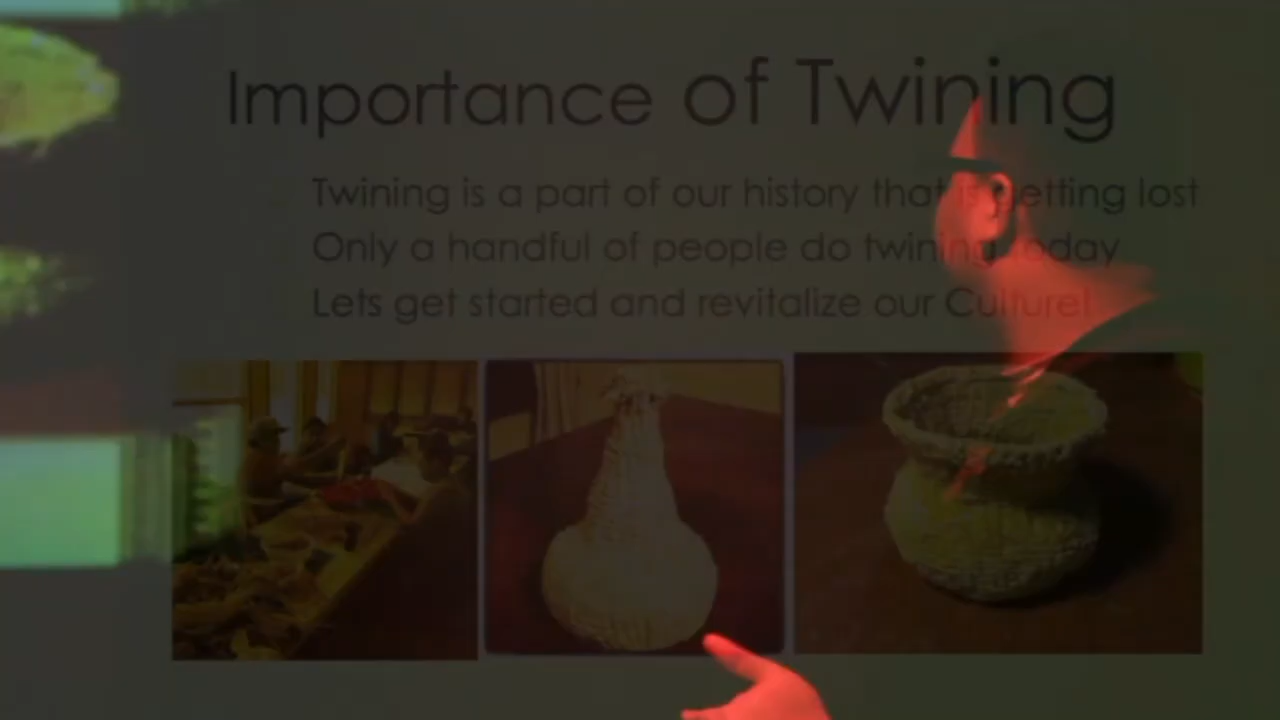 Importance of Twining
Twining is a part of our history that is getting lost
Only a handful of people do twining today
Lets get started and revitalize our Culture!